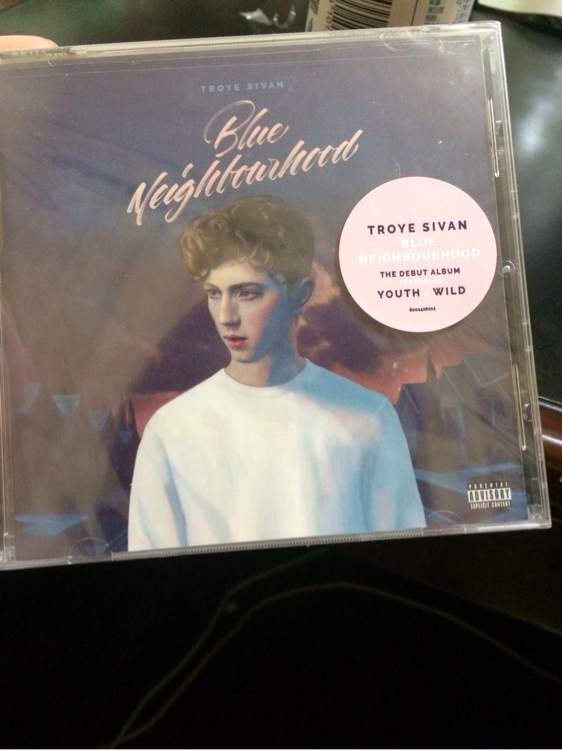 TROYE SIVAN
Blue
Neighbourhood
TROYE SIVAN
BLUE
NEIGHBOURHOOD
THE DEBUT ALBUM
YOUTH WILD
PARENTAL
ADVISORY
EXPLICIT CONTENT